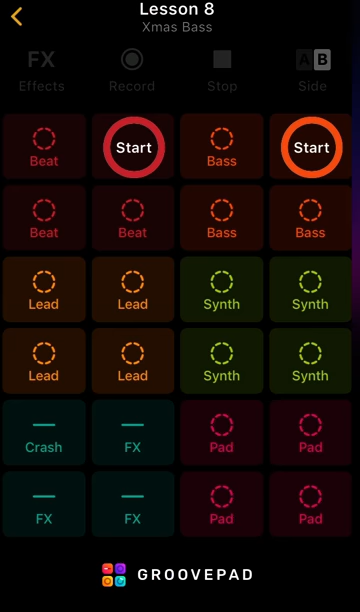 Lesson 8
Xmas Bass
FX
A B
Effects Record Stop Side
Start Start
Beat Bass
Beat Beat Bass Bass
Lead Lead Synth Synth
Lead Lead Synth Synth
Crash FX Pad Pad
FX FX Pad Pad
GROOVEPAD